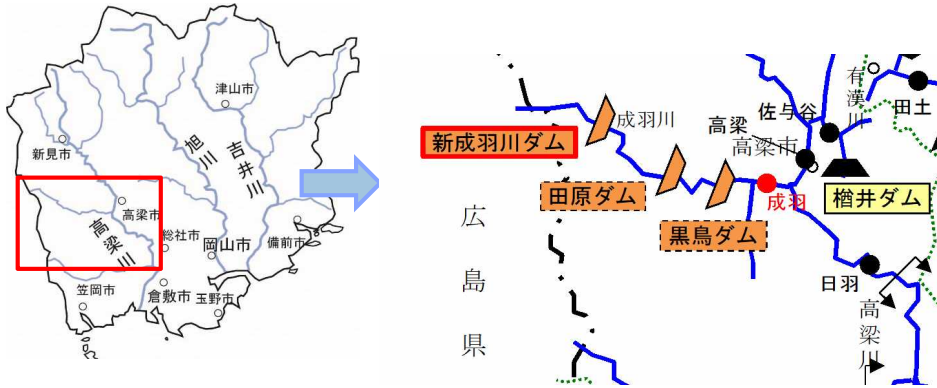 津山市
新見市
旭川
吉井川
高梁市
高梁川
総社市
岡山市
備前市
笠岡市
倉敷市
玉野市
有漢川
田土
佐与谷
成羽川
高梁
高梁市
新成羽川ダム
田原ダム
成羽
楢井ダム
黒鳥ダム
広島県
日羽
高梁川